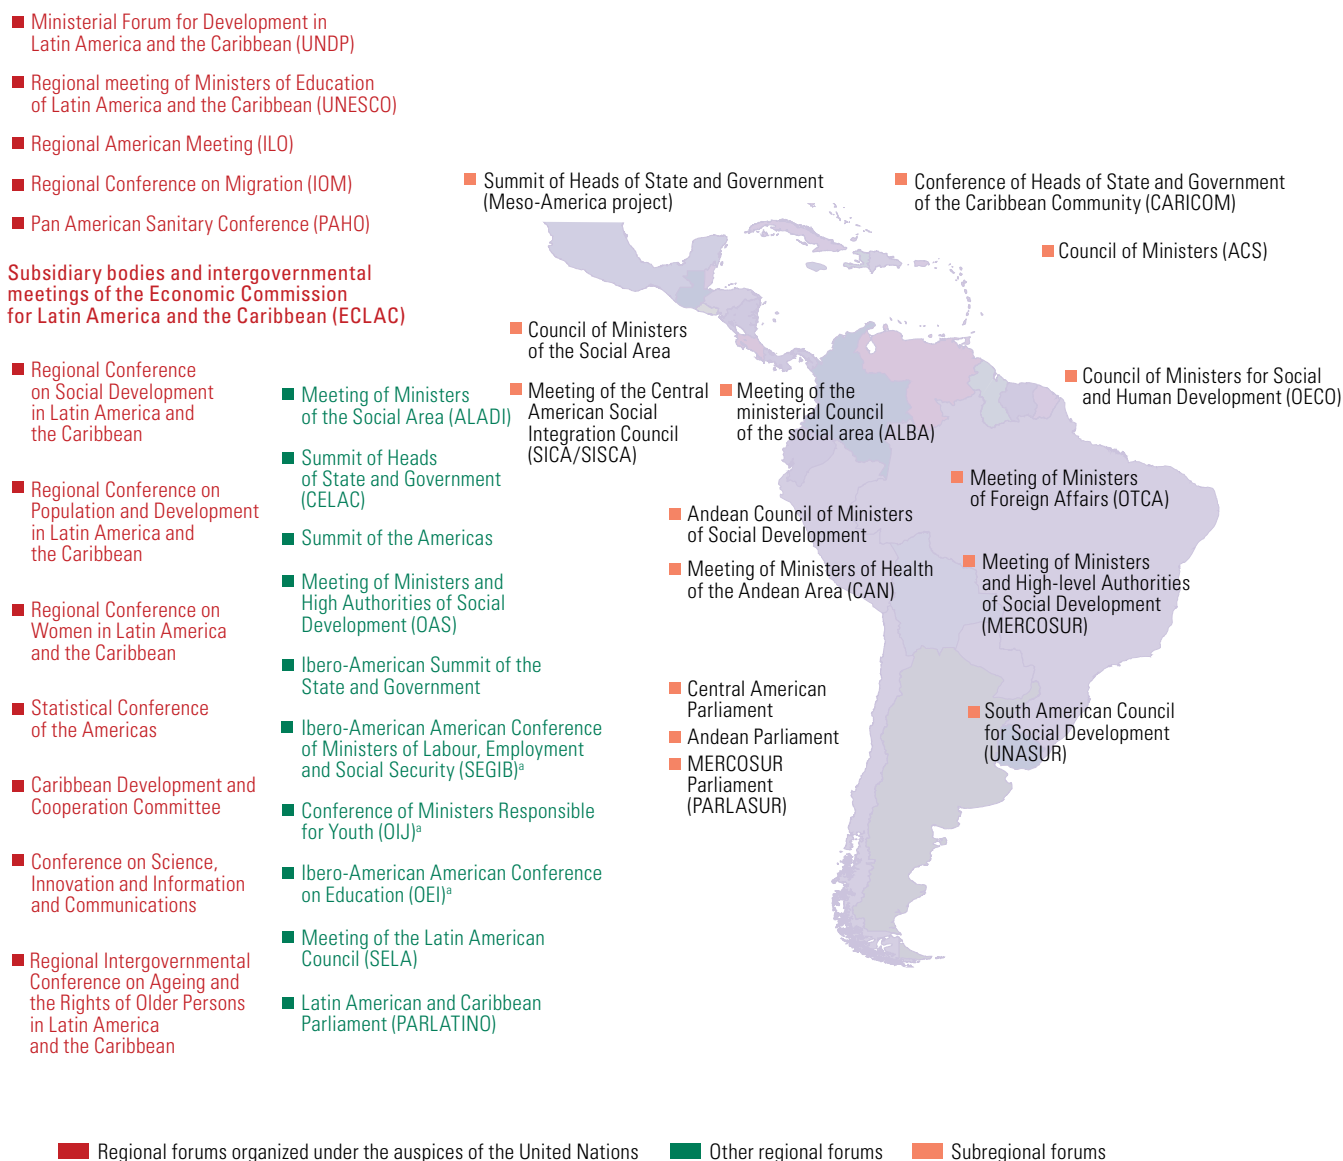 Ministerial Forum for Development in
Latin America and the Caribbean (UNDP)
Regional meeting of Ministers of Education
of Latin America and the Caribbean (UNESCO)
Regional American Meeting (ILO)
Regional Conference on Migration (IOM)
Pan American Sanitary Conference (PAHO)
Subsidiary bodies and intergovernmental
meetings of the Economic Commission
for Latin America and the Caribbean (ECLAC)
Regional Conference
on Social Development
in Latin America and
the Caribbean
Regional Conference on
Population and Development
in Latin America and
the Caribbean
Regional Conference on
Women in Latin America
and the Caribbean
Statistical Conference
of the Americas
Caribbean Development and
Cooperation Committee
Conference on Science,
Innovation and Information
and Communications
Regional Intergovernmental
Conference on Ageing and
the Rights of Older Persons
in Latin America
and the Caribbean
Meeting of Ministers
of the Social Area (ALADI)
Summit of Heads
of State and Government
(CELAC)
Summit of the Americas
Meeting of Ministers and
High Authorities of Social
Development (OAS)
Ibero-American Summit of the
State and Government
Ibero-American American Conference
of Ministers of Labour, Employment
and Social Security (SEGIB)ª
Conference of Ministers Responsible
for Youth (OIJ)ª
Ibero-American American Conference
on Education (OEI)ª
Meeting of the Latin American
Council (SELA)
Latin American and Caribbean
Parliament (PARLATINO)
Summit of Heads of State and Government
(Meso-America project)
Conference of Heads of State and Government
of the Caribbean Community (CARICOM)
Council of Ministers (ACS)
Council of Ministers
of the Social Area
Meeting of the Central
American Social
Integration Council
(SICA/SISCA)
Meeting of the
ministerial Council
of the social area (ALBA)
Council of Ministers for Social
and Human Development (OECO)
Meeting of Ministers
of Foreign Affairs (OTCA)
Andean Council of Ministers
of Social Development
Meeting of Ministers of Health
of the Andean Area (CAN)
Meeting of Ministers
and High-level Authorities
of Social Development
(MERCOSUR)
Central American
Parliament
Andean Parliament
MERCOSUR
Parliament
(PARLASUR)
South American Council
for Social Development
(UNASUR)
Regional forums organized under the auspices of the United Nations
Other regional forums
Subregional forums